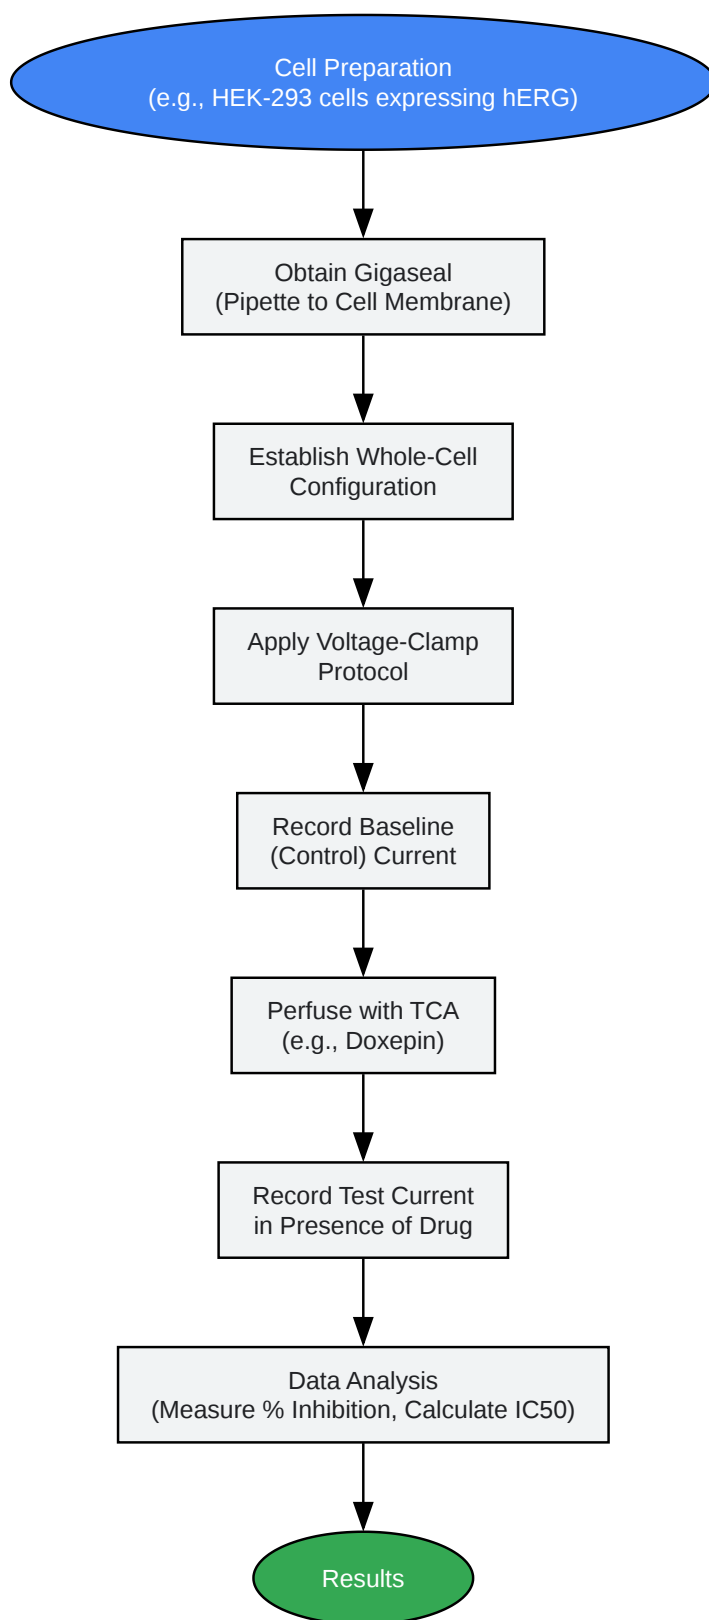 Cell Preparation
(e.g., HEK-293 cells expressing hERG)
Obtain Gigaseal
(Pipette to Cell Membrane)
Establish Whole-Cell
Configuration
Apply Voltage-Clamp
Protocol
Record Baseline
(Control) Current
Perfuse with TCA
(e.g., Doxepin)
Record Test Current
in Presence of Drug
Data Analysis
(Measure % Inhibition, Calculate IC50)
Results